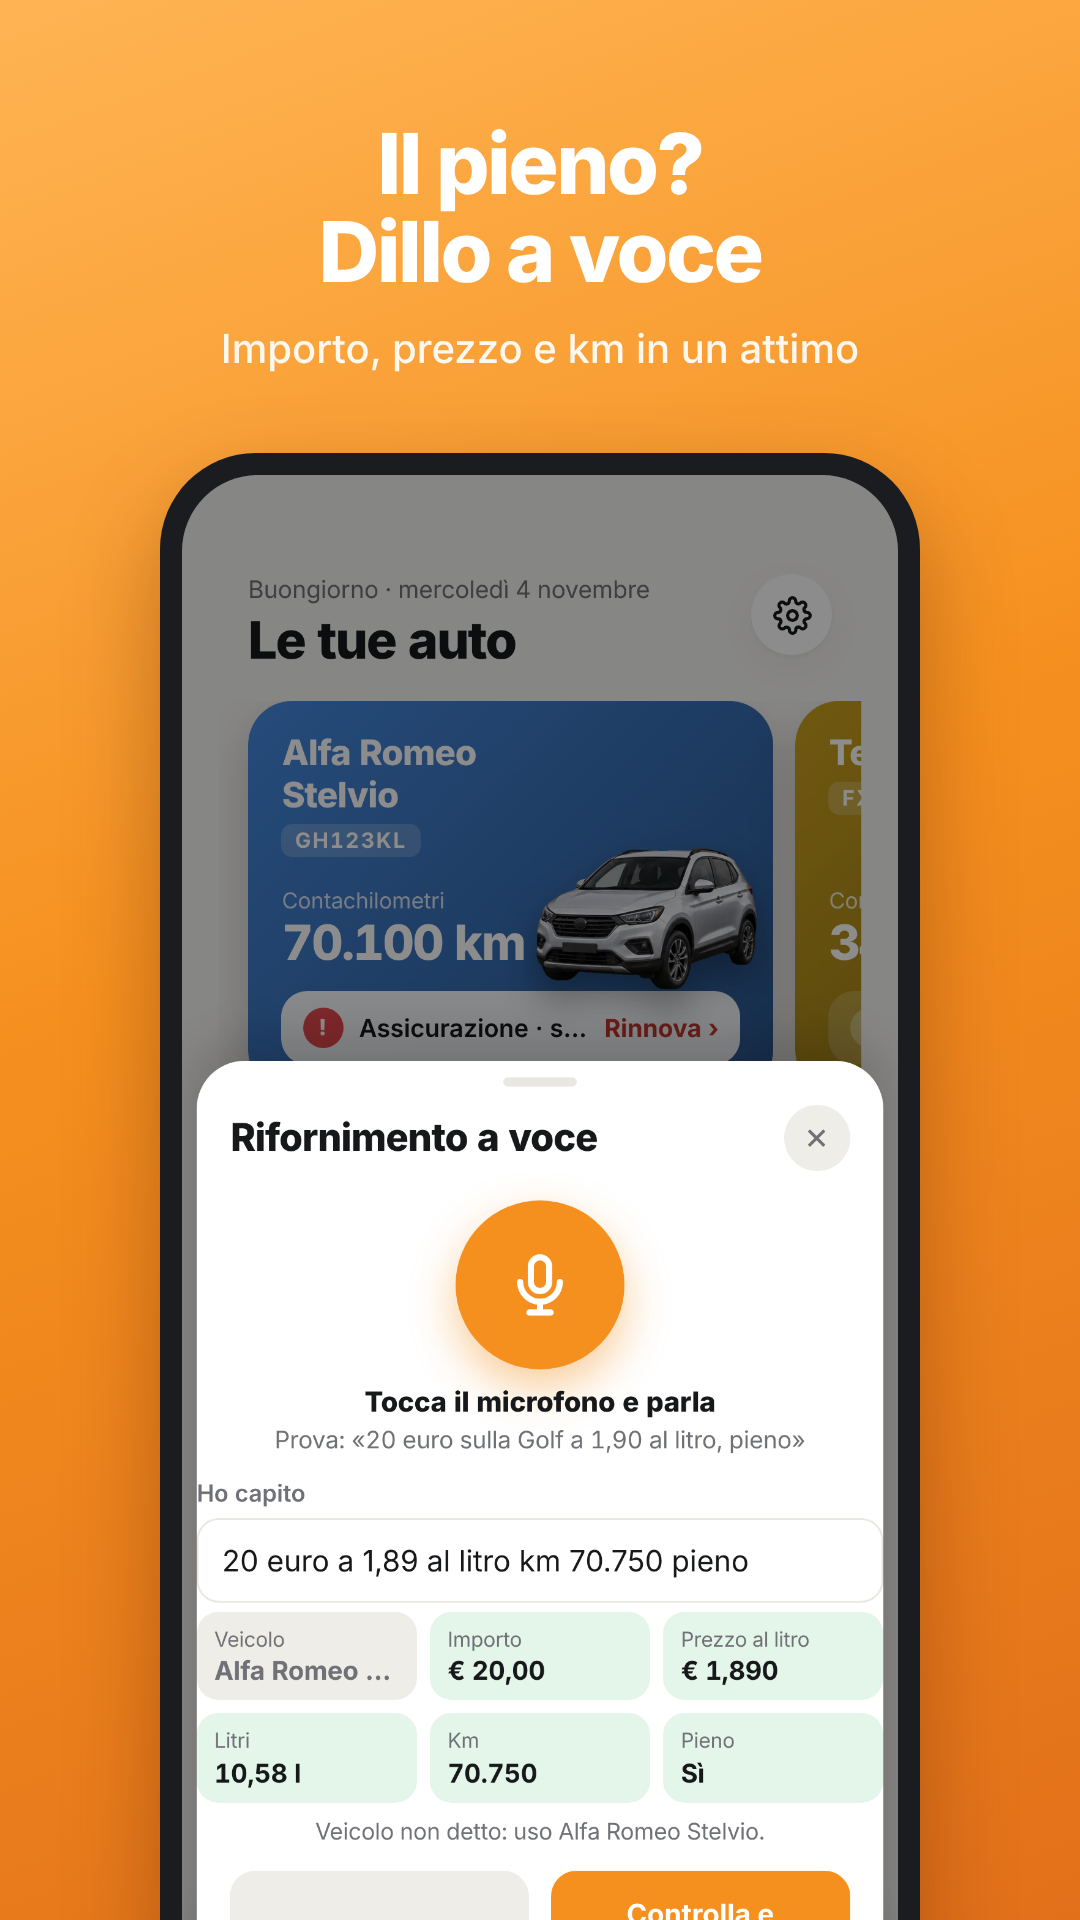 Il pieno?
Dillo a voce
Importo, prezzo e km in un attimo
Buongiorno · mercoledì 4 novembre
Le tue auto
Alfa Romeo
Stelvio
GH123KL
Contachilometri
70.100 km
! Assicurazione · s... Rinnova ›
Rifornimento a voce
Tocca il microfono e parla
Prova: «20 euro sulla Golf a 1,90 al litro, pieno»
Ho capito
20 euro a 1,89 al litro km 70.750 pieno
Veicolo Importo Prezzo al litro
Alfa Romeo ... € 20,00 € 1,890
Litri Km Pieno
10,58 l 70.750 Sì
Veicolo non detto: uso Alfa Romeo Stelvio.
Controlla e